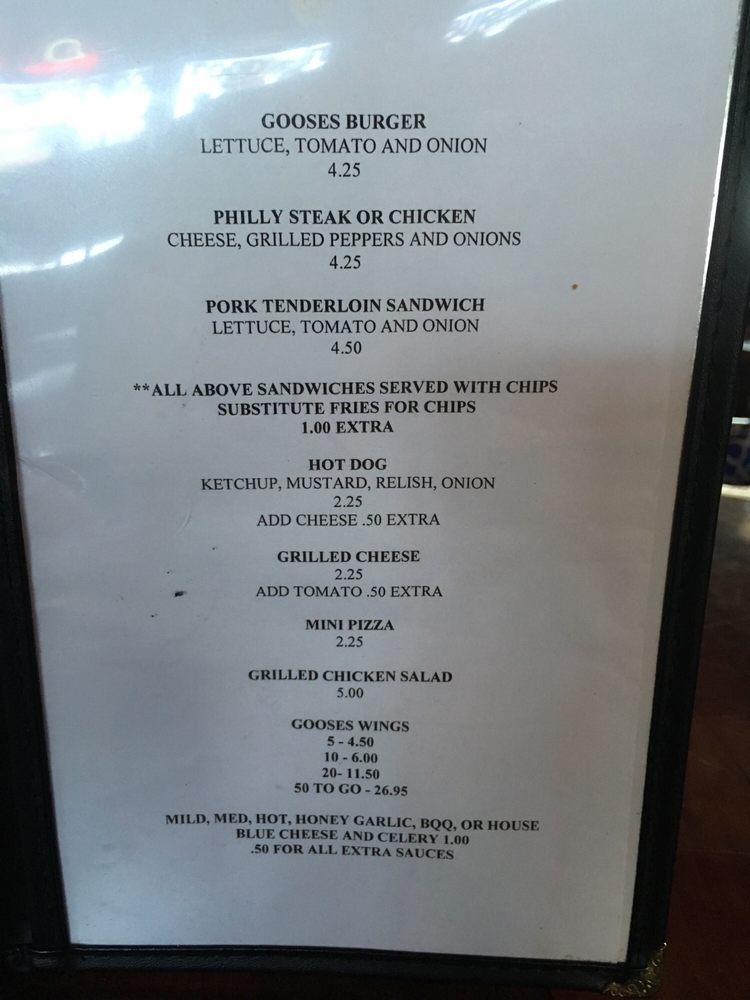 GOOSES BURGER
LETTUCE, TOMATO AND ONION
4.25
PHILLY STEAK OR CHICKEN
CHEESE, GRILLED PEPPERS AND ONIONS
4.25
PORK TENDERLOIN SANDWICH
LETTUCE, TOMATO AND ONION
4.50
**ALL ABOVE SANDWICHES SERVED WITH CHIPS
SUBSTITUTE FRIES FOR CHIPS
1.00 EXTRA
HOT DOG
KETCHUP, MUSTARD, RELISH, ONION
2.25
ADD CHEESE .50 EXTRA
GRILLED CHEESE
2.25
ADD TOMATO .50 EXTRA
MINI PIZZA
2.25
GRILLED CHICKEN SALAD
5.00
GOOSES WINGS
5 - 4.50
10 - 6.00
20- 11.50
50 TO GO - 26.95
MILD, MED, HOT, HONEY GARLIC, BQQ, OR HOUSE
BLUE CHEESE AND CELERY 1.00
.50 FOR ALL EXTRA SAUCES